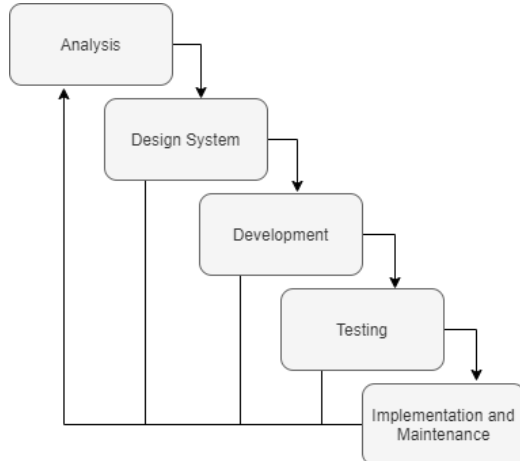 Analysis
Design System
Development
Testing
Implementation and
Maintenance